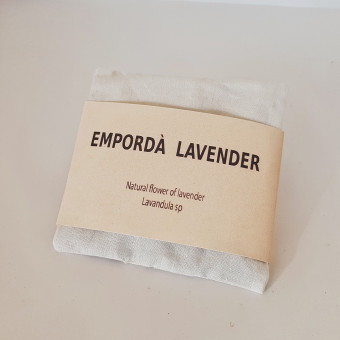 EMPORDÀ LAVENDER
Natural flower of lavender
Lavandula sp